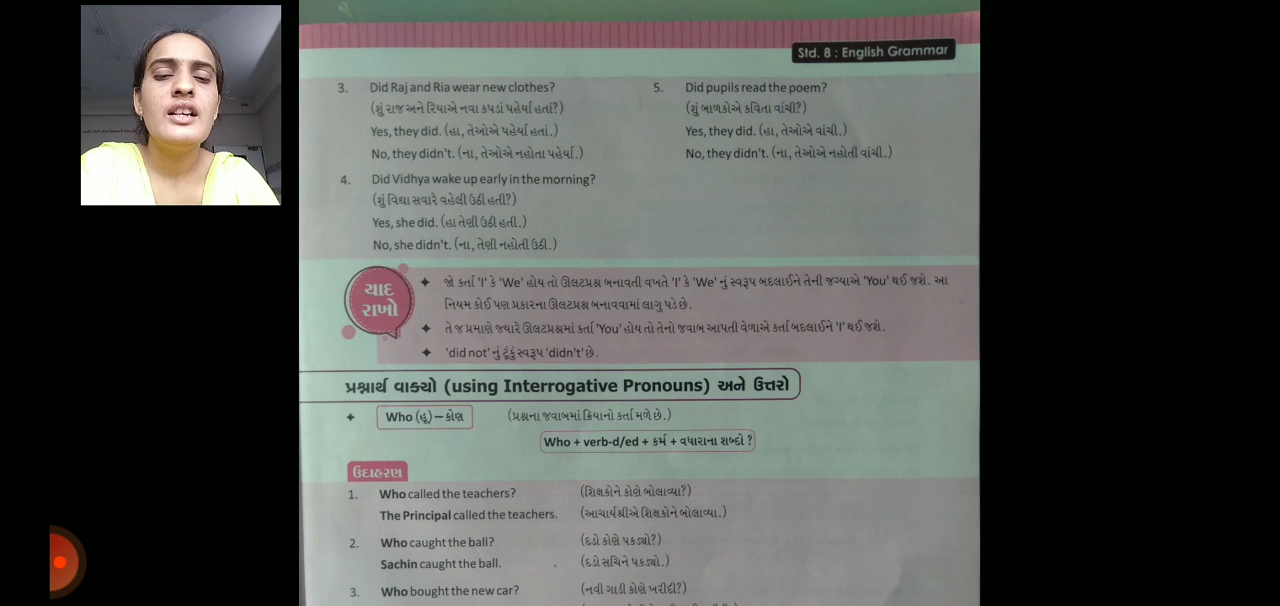 Std. 8 : English Grammar
3. Did Raj and Ria wear new clothes?
(શું રાજ અને રિયાએ નવા કપડાં પહેર્યા હતાં?)
Yes, they did. (હા, તેઓએ પહેર્યા હતાં.)
No, they didn't. (ના, તેઓએ નહોતા પહેર્યા.)
4. Did Vidhya wake up early in the morning?
(શું વિદ્યા સવારે વહેલી ઉઠી હતી?)
Yes, she did. (હા તેણી ઉઠી હતી.)
No, she didn't. (ના, તેણી નહોતી ઉઠી.)
5. Did pupils read the poem?
(શું બાળકોએ કવિતા વાંચી?)
Yes, they did. (હા, તેઓએ વાંચી.)
No, they didn't. (ના, તેઓએ નહોતી વાંચી.)
યાદ રાખો
✦ જો કર્તા 'I' કે 'We' હોય તો ઊલટપ્રશ્ન બનાવતી વખતે 'I' કે 'We' નું સ્વરૂપ બદલાઈને તેની જગ્યાએ 'You' થઈ જશે. આ
નિયમ કોઈ પણ પ્રકારના ઊલટપ્રશ્ન બનાવવામાં લાગુ પડે છે.
✦ તે જ પ્રમાણે જ્યારે ઊલટપ્રશ્નમાં કર્તા 'You' હોય તો તેનો જવાબ આપતી વેળાએ કર્તા બદલાઈને 'I' થઈ જશે.
✦ 'did not' નું ટૂંકું સ્વરૂપ 'didn't' છે.
પ્રશ્નાર્થ વાક્યો (using Interrogative Pronouns) અને ઉત્તરો
✦ Who (હૂ) – કોણ (પ્રશ્નના જવાબમાં ક્રિયાનો કર્તા મળે છે.)
Who + verb-d/ed + કર્મ + વધારાના શબ્દો ?
ઉદાહરણ
1. Who called the teachers? (શિક્ષકોને કોણે બોલાવ્યા?)
The Principal called the teachers. (આચાર્યશ્રીએ શિક્ષકોને બોલાવ્યા.)
2. Who caught the ball? (દડો કોણે પકડ્યો?)
Sachin caught the ball. (દડો સચિને પકડ્યો.)
3. Who bought the new car? (નવી ગાડી કોણે ખરીદી?)